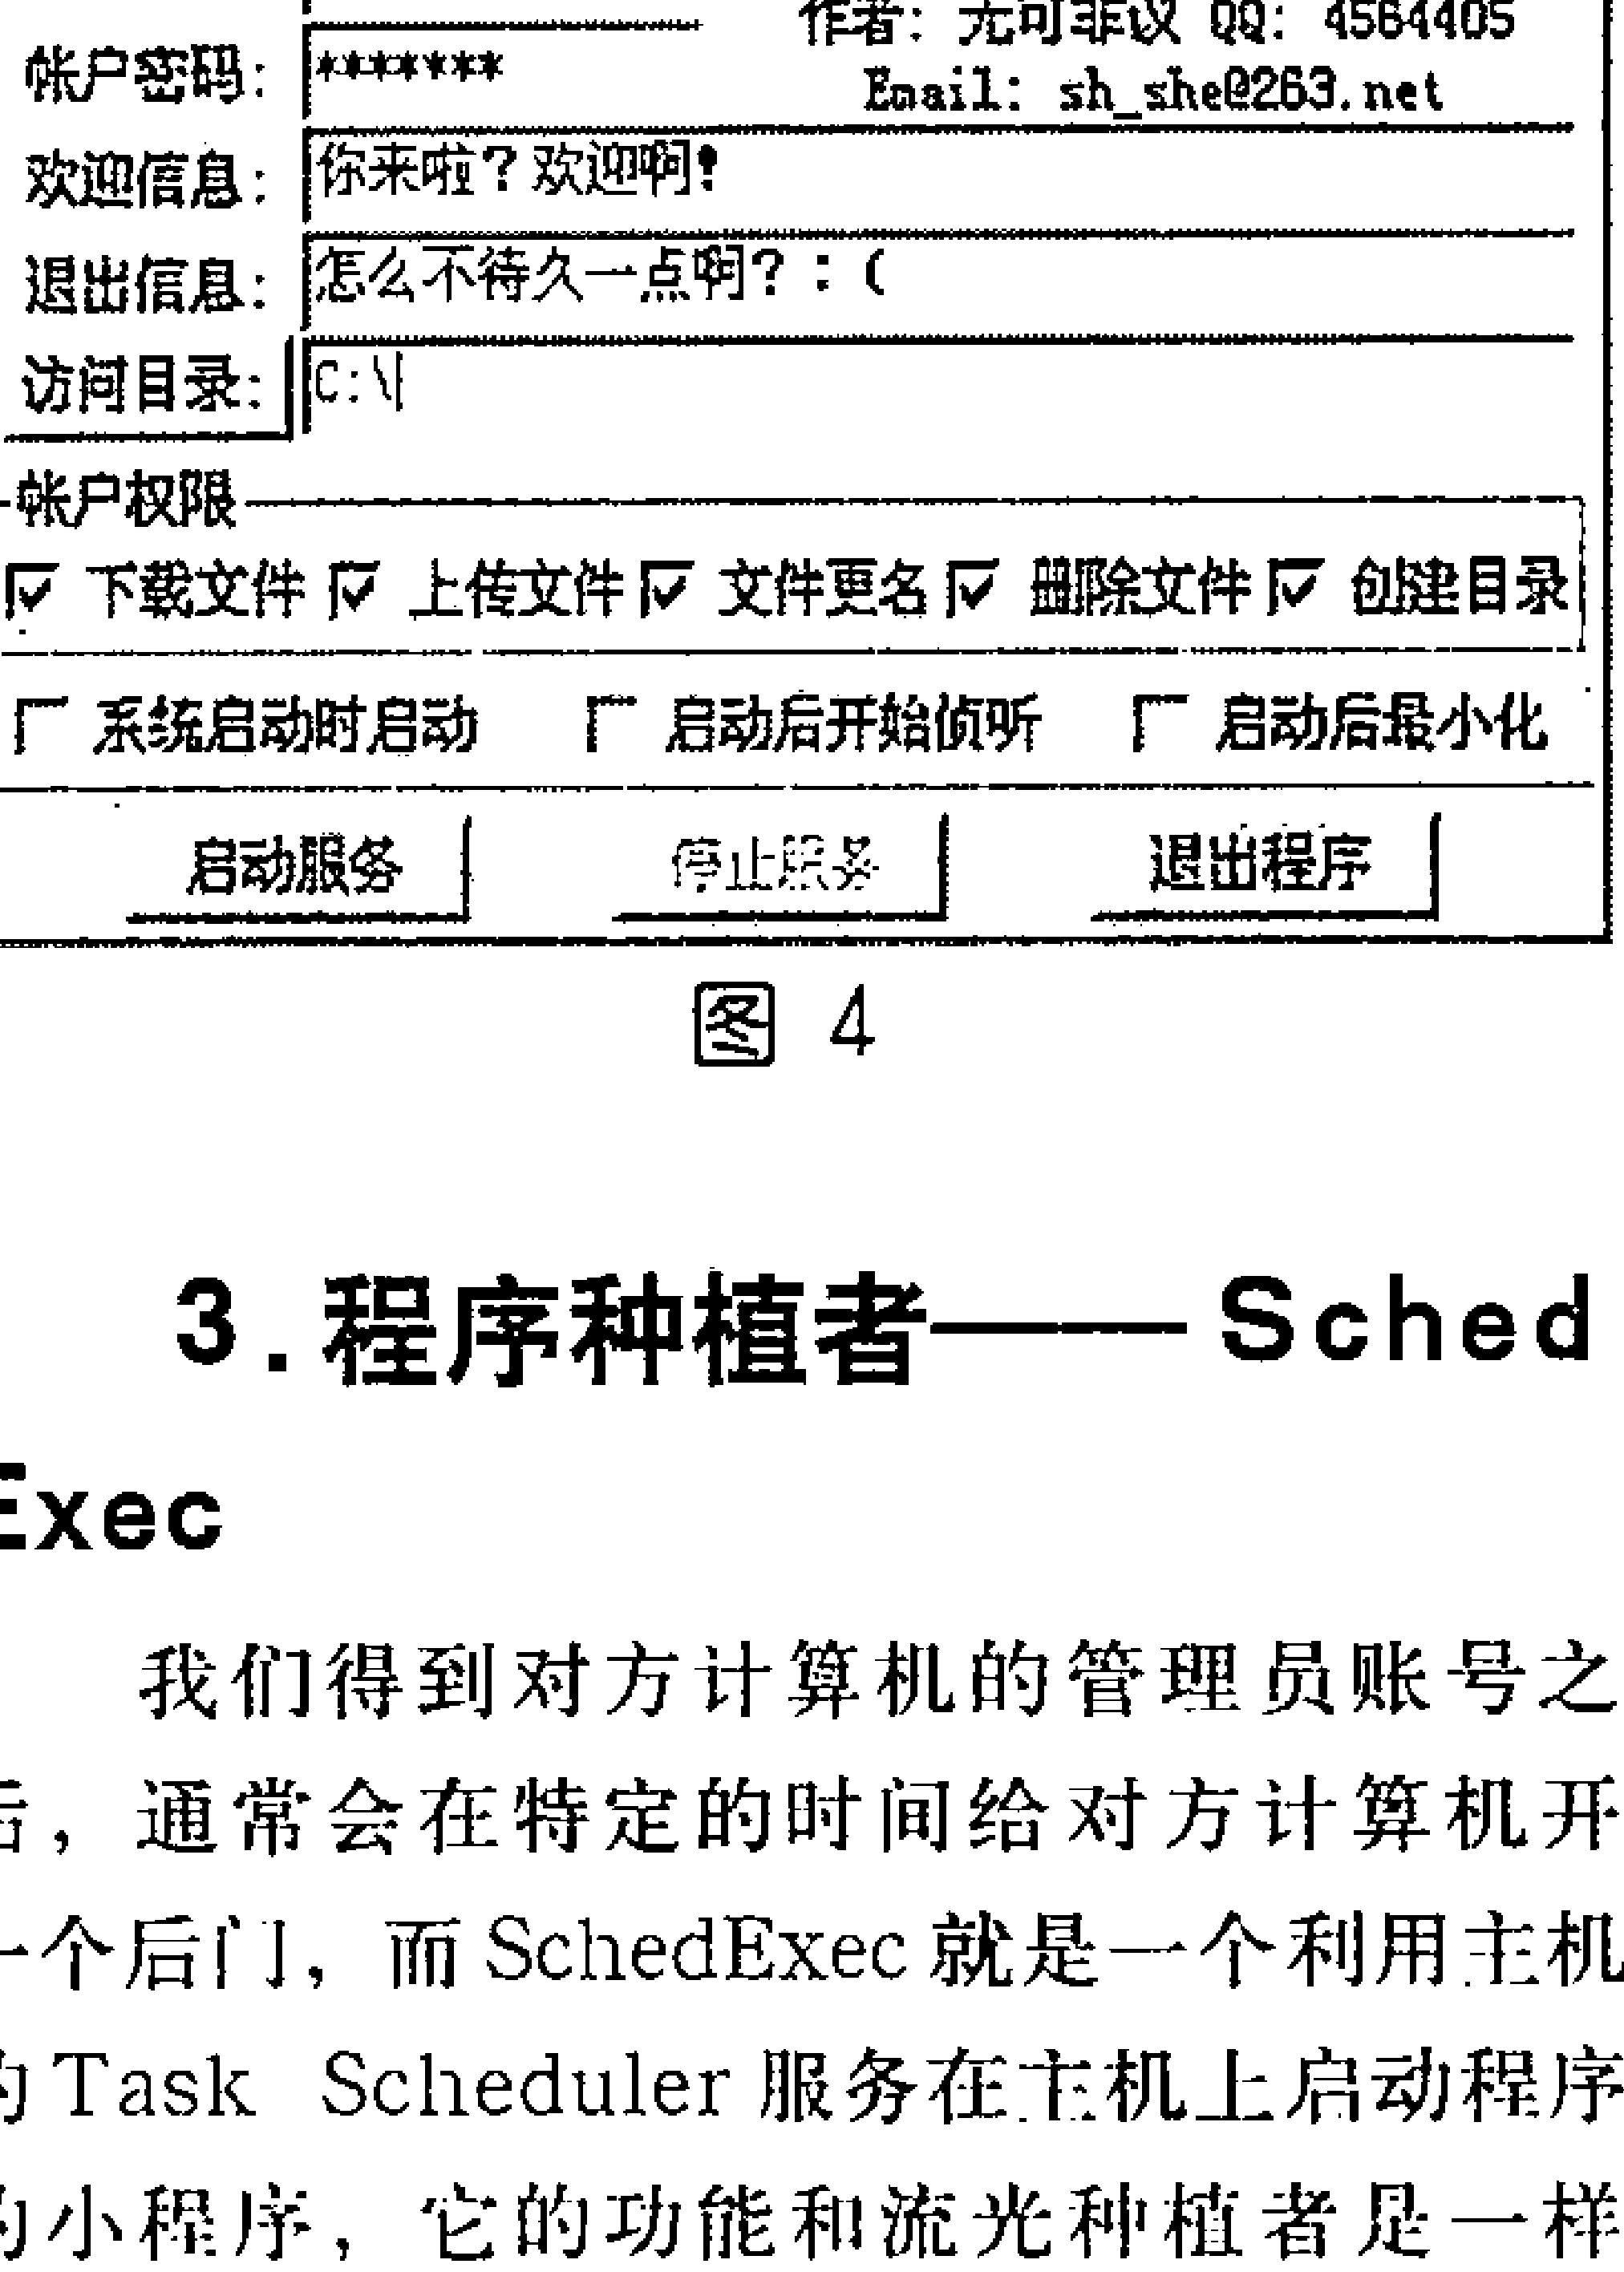 作者: 无可非议 QQ: 4564405
帐户密码: *******
Email: sh_she@263.net
欢迎信息: 你来啦?欢迎啊!
退出信息: 怎么不待久一点啊?:(
访问目录: C:\
帐户权限
下载文件 上传文件 文件更名 删除文件 创建目录
系统启动时启动 启动后开始侦听 启动后最小化
启动服务 停止服务 退出程序
图 4
3.程序种植者——Sched
Exec
我们得到对方计算机的管理员账号之
后，通常会在特定的时间给对方计算机开
一个后门，而SchedExec就是一个利用主机
的Task Scheduler服务在主机上启动程序
的小程序，它的功能和流光种植者是一样